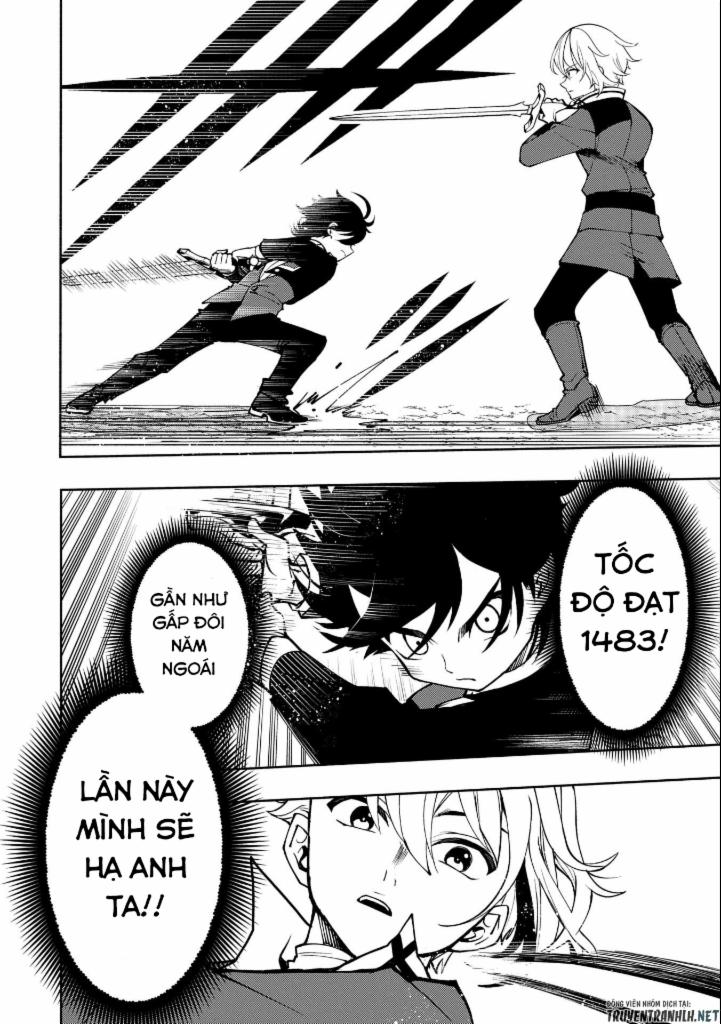 TỐC
ĐỘ ĐẠT
1483!
GẦN NHƯ
GẤP ĐÔI
NĂM
NGOÁI
LẦN NÀY
MÌNH SẼ
HẠ ANH
TA!!
ĐỘNG VIÊN NHÓM DỊCH TẠI:
TRUYENTRANHLH.NET